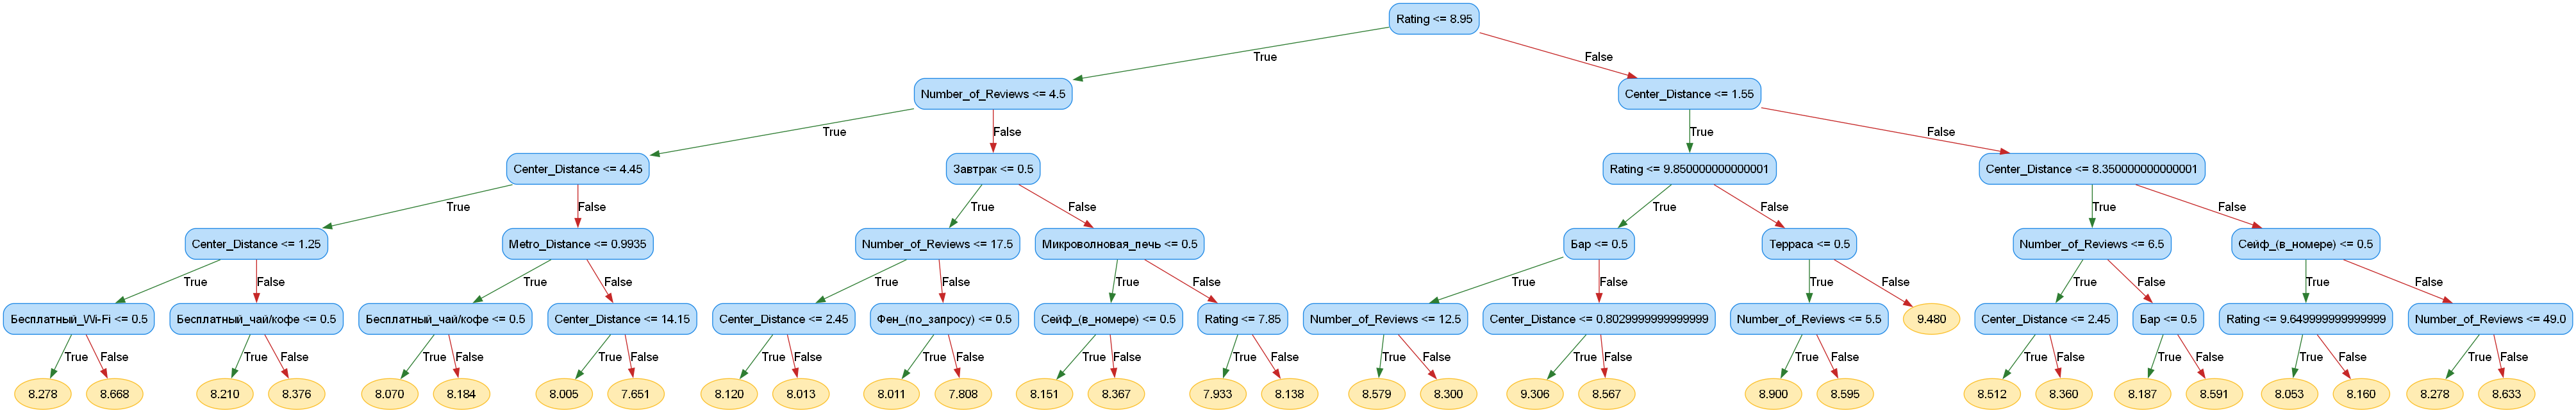 Rating <= 8.95
True
False
Number_of_Reviews <= 4.5
Center_Distance <= 1.55
True
False
True
False
Center_Distance <= 4.45
Завтрак <= 0.5
Rating <= 9.850000000000001
Center_Distance <= 8.350000000000001
True
False
True
False
True
False
True
False
Center_Distance <= 1.25
Metro_Distance <= 0.9935
Number_of_Reviews <= 17.5
Микроволновая_печь <= 0.5
Бар <= 0.5
Терраса <= 0.5
Number_of_Reviews <= 6.5
Сейф_(в_номере) <= 0.5
True
False
True
False
True
False
True
False
True
False
True
False
True
False
True
False
Бесплатный_Wi-Fi <= 0.5
Бесплатный_чай/кофе <= 0.5
Бесплатный_чай/кофе <= 0.5
Center_Distance <= 14.15
Center_Distance <= 2.45
Фен_(по_запросу) <= 0.5
Сейф_(в_номере) <= 0.5
Rating <= 7.85
Number_of_Reviews <= 12.5
Center_Distance <= 0.8029999999999999
Number_of_Reviews <= 5.5
9.480
Center_Distance <= 2.45
Бар <= 0.5
Rating <= 9.649999999999999
Number_of_Reviews <= 49.0
True
False
True
False
True
False
True
False
True
False
True
False
True
False
True
False
True
False
True
False
True
False
True
False
True
False
True
False
True
False
8.278
8.668
8.210
8.376
8.070
8.184
8.005
7.651
8.120
8.013
8.011
7.808
8.151
8.367
7.933
8.138
8.579
8.300
9.306
8.567
8.900
8.595
8.512
8.360
8.187
8.591
8.053
8.160
8.278
8.633